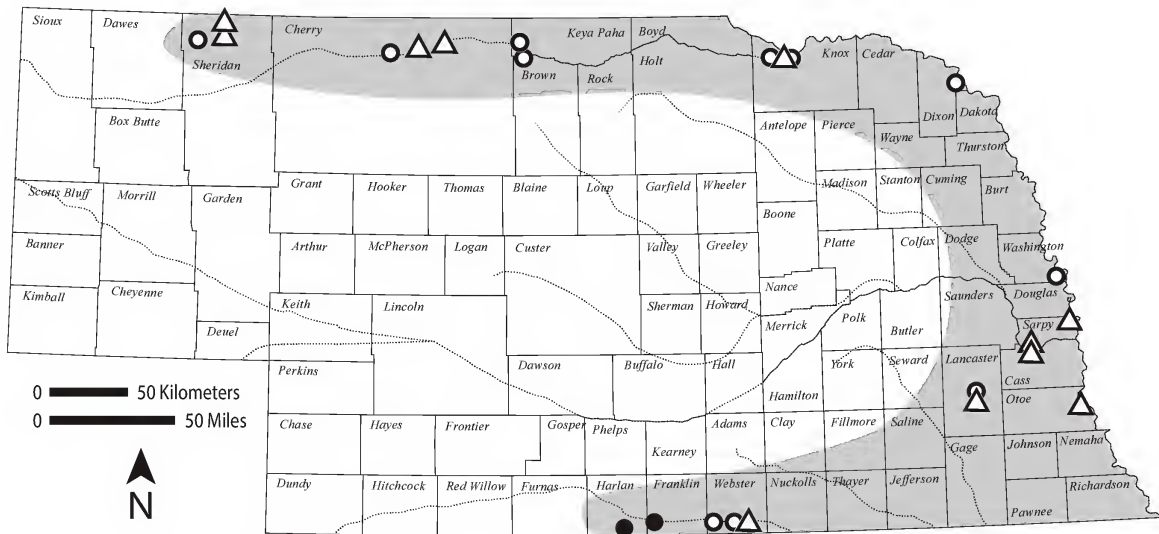 Sioux Dawes Cherry Keya Paha Boyd
Sheridan Brown Rock Holt Knox Cedar
Box Butte Antelope Pierce Wayne Dixon Dakota
Thurston
Scotts Bluff Morrill Garden Grant Hooker Thomas Blaine Loup Garfield Wheeler Madison Stanton Cuming Burt
Boone
Banner Arthur McPherson Logan Custer Valley Greeley Platte Colfax Dodge Washington
Kimball Cheyenne Keith Lincoln Sherman Howard Nance Saunders Douglas
Deuel Merrick Polk Butler Sarpy
Perkins Dawson Buffalo Hall York Seward Lancaster Cass
0 50 Kilometers
Hamilton Otoe
0 50 Miles
Chase Hayes Frontier Gosper Phelps Adams Clay Fillmore Saline
Kearney Gage Johnson Nemaha
N
Dundy Hitchcock Red Willow Furnas Harlan Franklin Webster Nuckolls Thayer Jefferson Richardson
Pawnee